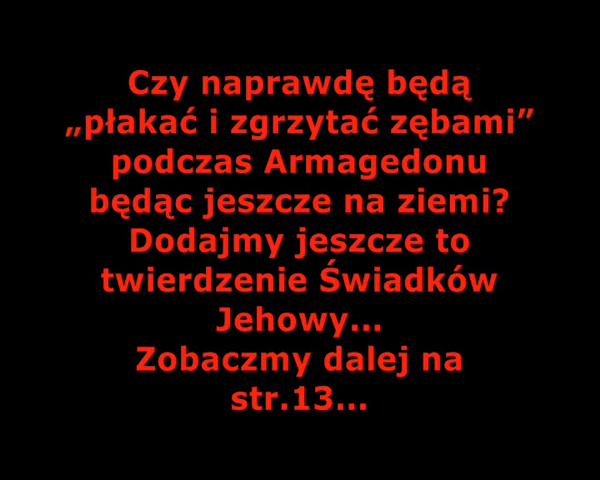 Czy naprawdę będą
„płakać i zgrzytać zębami”
podczas Armagedonu
będąc jeszcze na ziemi?
Dodajmy jeszcze to
twierdzenie Świadków
Jehowy...
Zobaczmy dalej na
str.13...